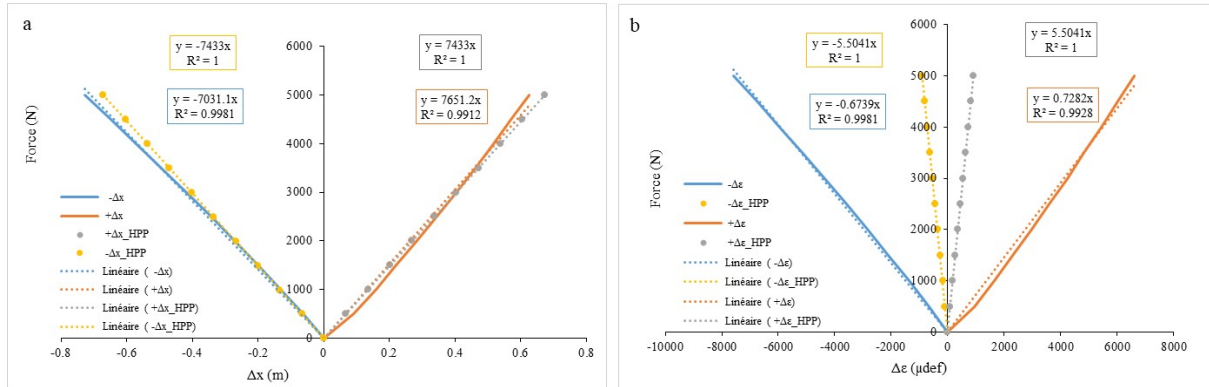 a
y = -7433x
R² = 1
y = 7433x
R² = 1
y = -7031.1x
R² = 0.9981
y = 7651.2x
R² = 0.9912
6000
5000
4000
3000
2000
1000
0
Force (N)
-Δx
+Δx
+Δx_HPP
-Δx_HPP
Linéaire ( -Δx)
Linéaire ( +Δx)
Linéaire ( +Δx_HPP)
Linéaire ( -Δx_HPP)
-0.8 -0.6 -0.4 -0.2 0 0.2 0.4 0.6 0.8
Δx (m)
b
y = -5.5041x
R² = 1
y = 5.5041x
R² = 1
y = -0.6739x
R² = 0.9981
y = 0.7282x
R² = 0.9928
6000
5000
4000
3000
2000
1000
0
Force (N)
-Δε
-Δε_HPP
+Δε
+Δε_HPP
Linéaire ( -Δε)
Linéaire ( -Δε_HPP)
Linéaire ( +Δε)
Linéaire ( +Δε_HPP)
-10000 -8000 -6000 -4000 -2000 0 2000 4000 6000 8000
Δε (μdef)